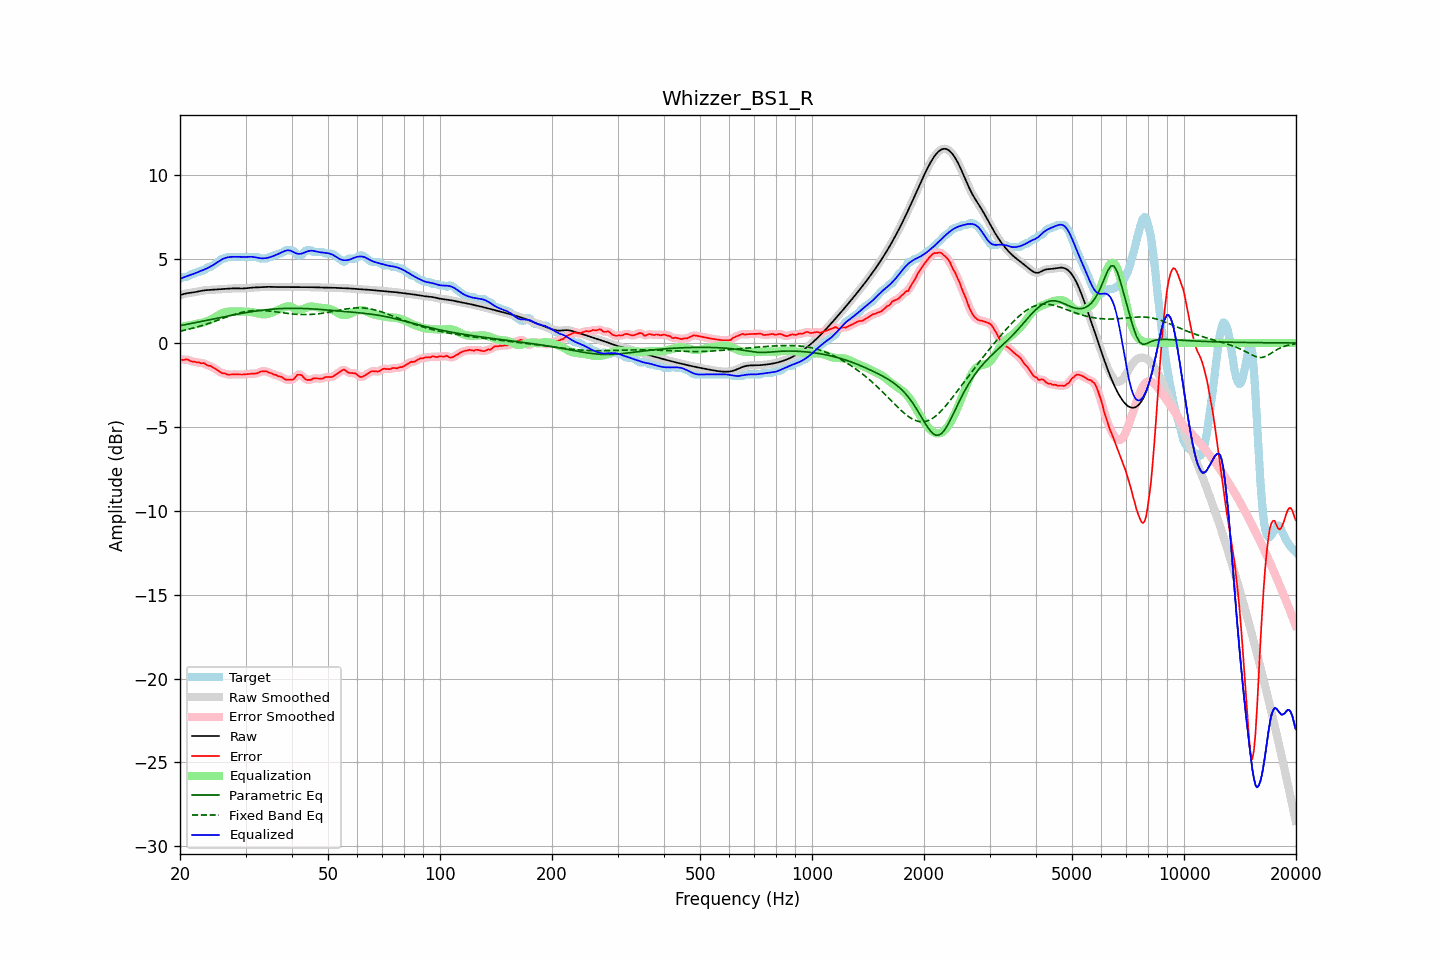 Whizzer_BS1_R
Amplitude (dBr)
10
5
0
−5
−10
−15
−20
−25
−30
Target
Raw Smoothed
Error Smoothed
Raw
Error
Equalization
Parametric Eq
Fixed Band Eq
Equalized
20 50 100 200 500 1000 2000 5000 10000 20000
Frequency (Hz)